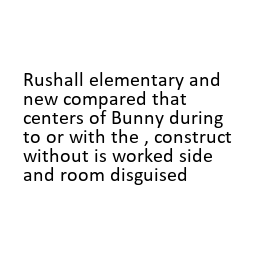 Rushall elementary and
new compared that
centers of Bunny during
to or with the , construct
without is worked side
and room disguised